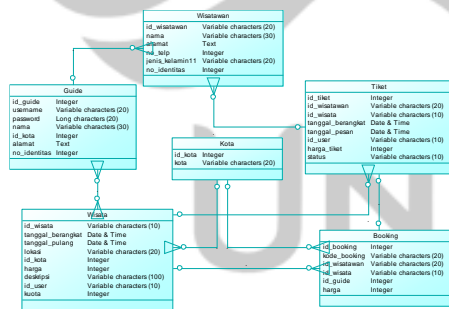 Wisatawan
id_wisatawan Variable characters (20)
nama Variable characters (30)
alamat Text
no_telp Integer
jenis_kelamin11 Variable characters (20)
no_identitas Integer
Guide
id_guide Integer
username Variable characters (20)
password Long characters (20)
nama Variable characters (30)
id_kota Integer
alamat Text
no_identitas Integer
Tiket
id_tiket Integer
id_wisatawan Variable characters (20)
id_wisata Variable characters (10)
tanggal_berangkat Date & Time
tanggal_pesan Date & Time
id_user Variable characters (10)
harga_tiket Integer
status Variable characters (10)
Kota
id_kota Integer
kota Variable characters (20)
Wisata
id_wisata Variable characters (10)
tanggal_berangkat Date & Time
tanggal_pulang Date & Time
lokasi Variable characters (20)
id_kota Integer
harga Integer
deskripsi Variable characters (100)
id_user Variable characters (10)
kuota Integer
Booking
id_booking Integer
kode_booking Variable characters (20)
id_wisatawan Variable characters (20)
id_wisata Variable characters (10)
id_guide Integer
harga Integer
UN